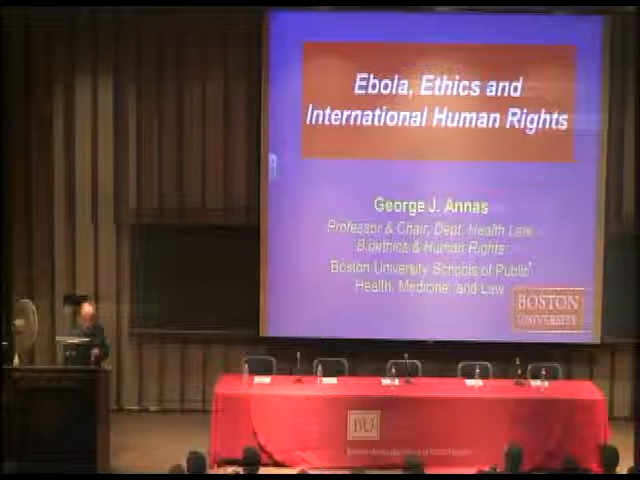 Ebola, Ethics and
International Human Rights
George J. Annas
Professor & Chair, Dept. Health Law
Bioethics & Human Rights
Boston University Schools of Public
Health, Medicine, and Law
BOSTON
UNIVERSITY
BU